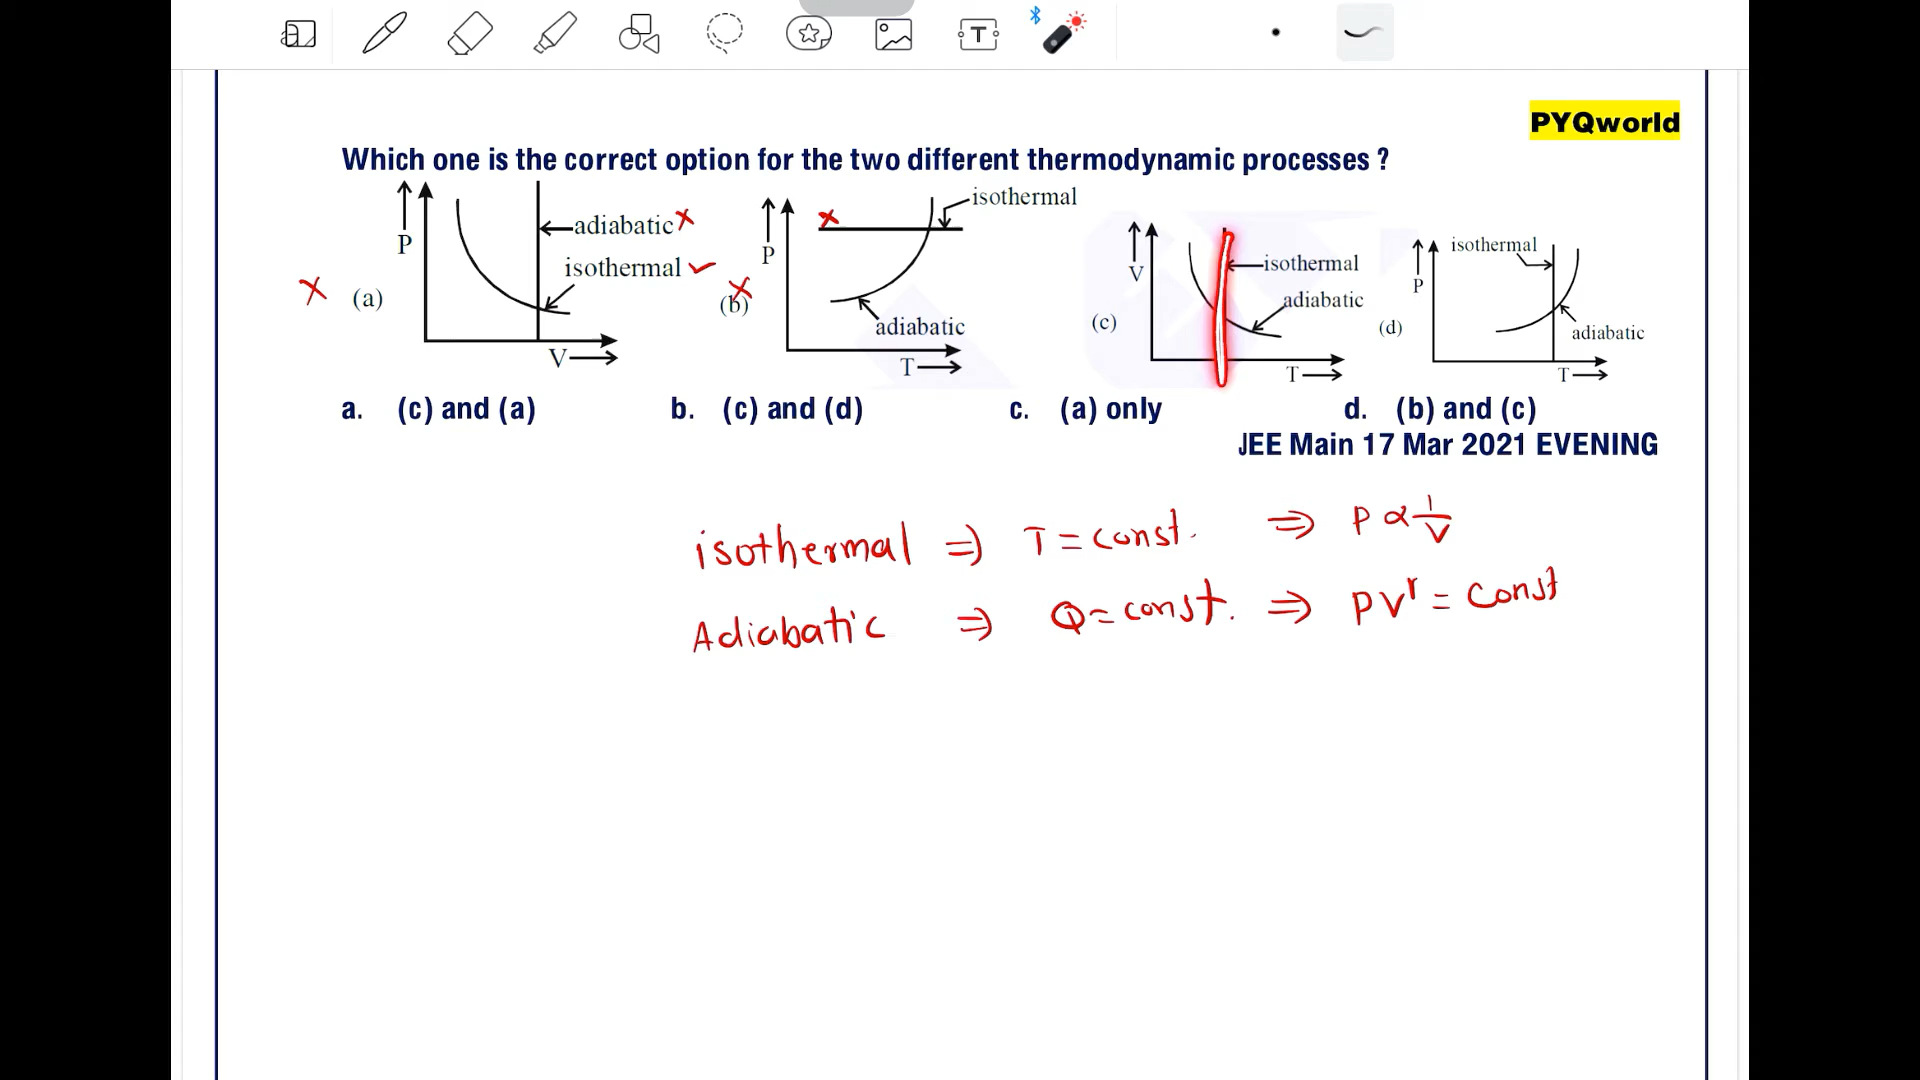 PYQworld
Which one is the correct option for the two different thermodynamic processes ?
P
adiabatic x
isothermal ✓
x (a)
V
P
x
isothermal
x (b)
adiabatic
T
V
isothermal
adiabatic
(c)
T
P
isothermal
(d)
adiabatic
T
a. (c) and (a) b. (c) and (d) c. (a) only d. (b) and (c)
JEE Main 17 Mar 2021 EVENING
isothermal ⇒ T = const. ⇒ P ∝ 1/V
Adiabatic ⇒ Q = const. ⇒ PV^r = const